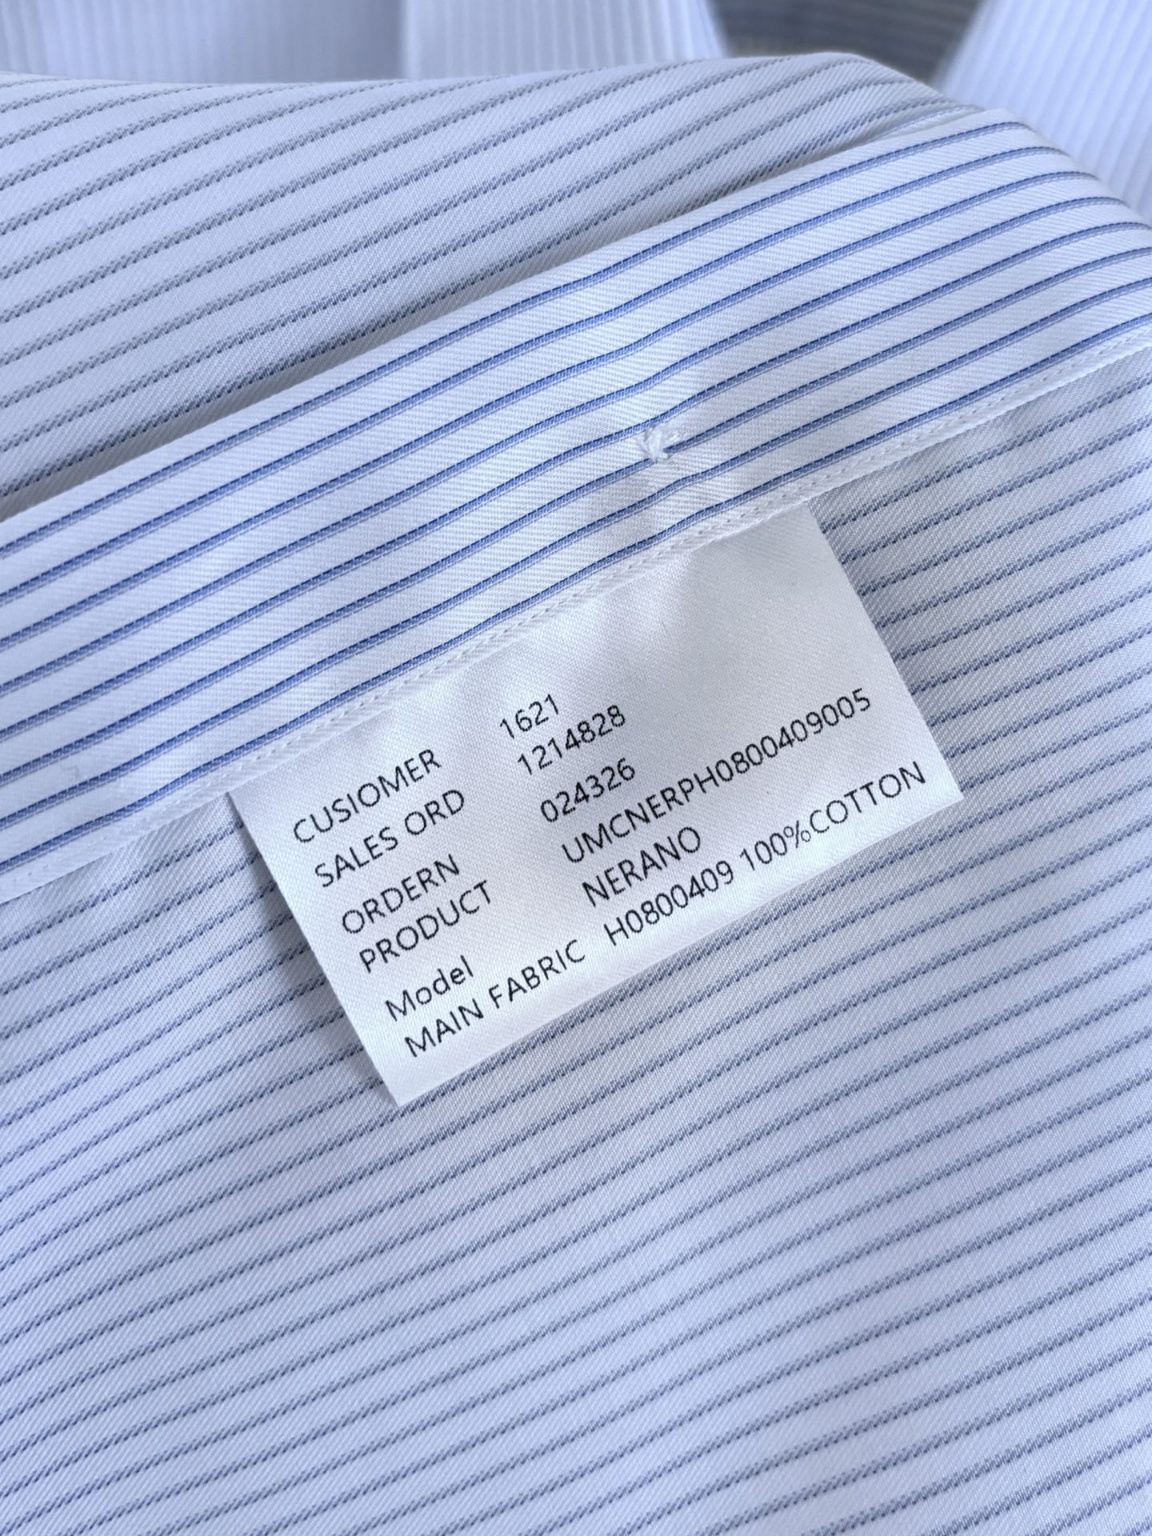 CUSIOMER 1621
SALES ORD 1214828
ORDERN 024326
PRODUCT UMCNERPH0800409005
Model NERANO
MAIN FABRIC H0800409 100%COTTON